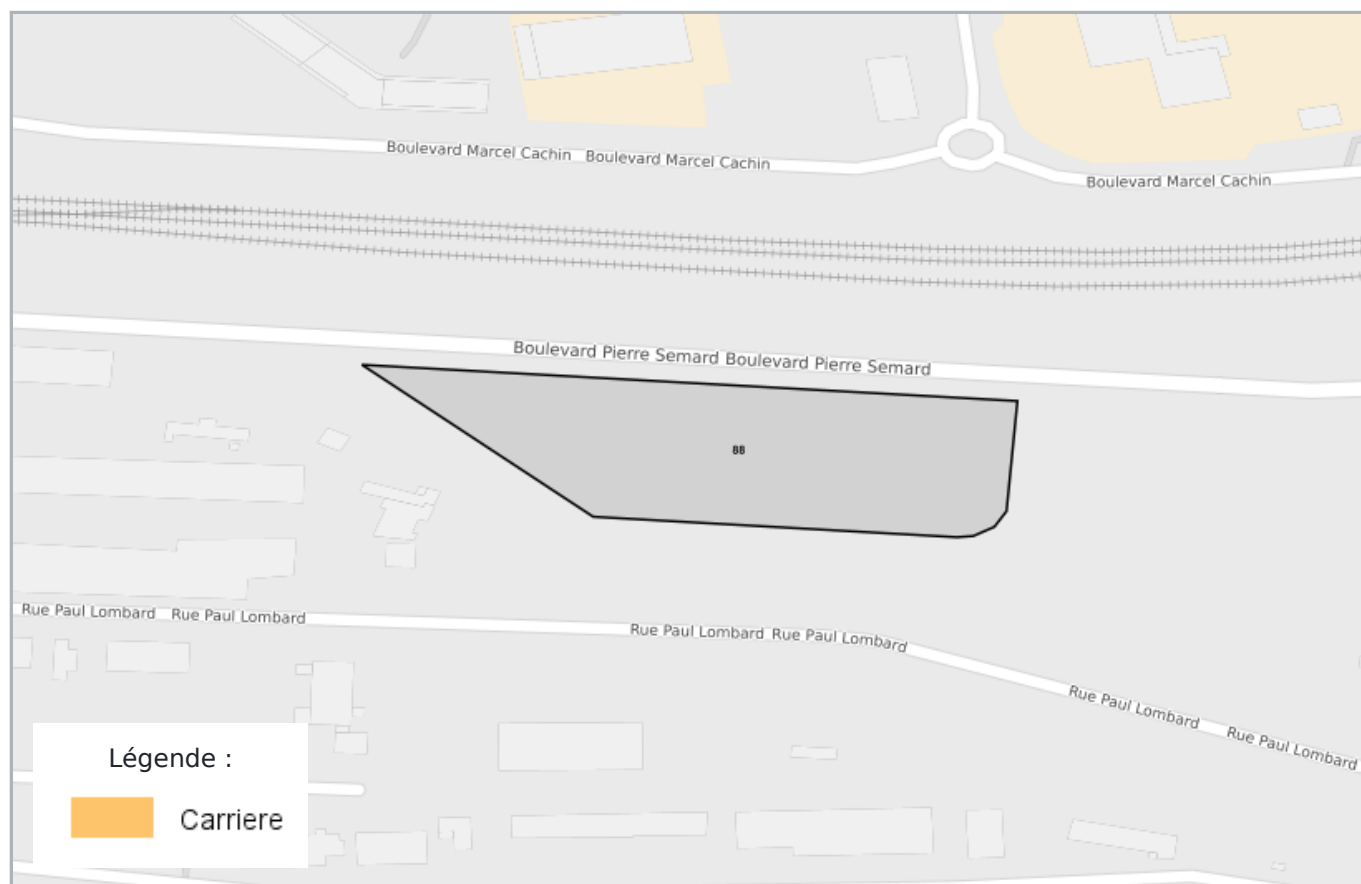 Boulevard Marcel Cachin Boulevard Marcel Cachin
Boulevard Marcel Cachin
Boulevard Pierre Semard Boulevard Pierre Semard
88
Rue Paul Lombard Rue Paul Lombard
Rue Paul Lombard Rue Paul Lombard
Rue Paul Lombard
Rue Paul Lombard
Légende :
Carriere